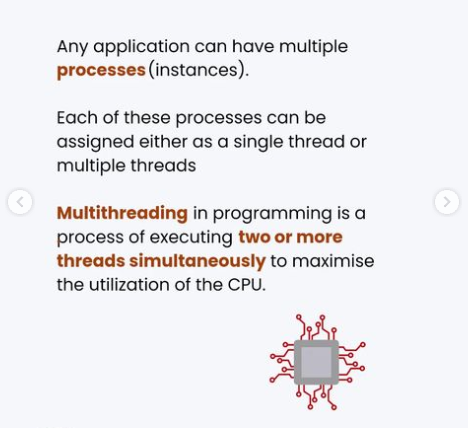 Any application can have multiple
processes (instances).
Each of these processes can be
assigned either as a single thread or
multiple threads
Multithreading in programming is a
process of executing two or more
threads simultaneously to maximise
the utilization of the CPU.